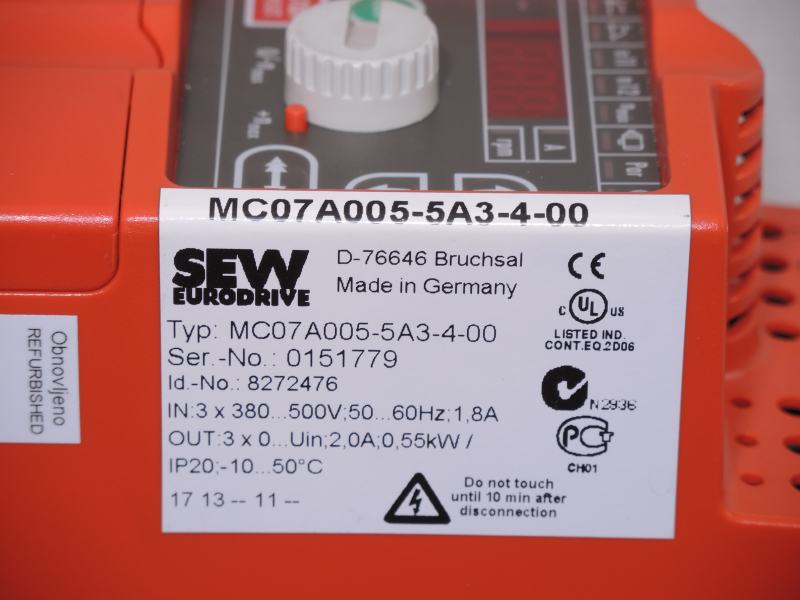 A
rpm
MC07A005-5A3-4-00
SEW
EURODRIVE
D-76646 Bruchsal
Made in Germany
CE
C UL US
LISTED IND.
CONT.EQ.2D06
Typ: MC07A005-5A3-4-00
Ser.-No.: 0151779
Id.-No.: 8272476
IN:3 x 380...500V;50...60Hz;1,8A
OUT:3 x 0...Uin;2,0A;0,55kW /
IP20;-10...50°C
17 13 -- 11 --
N2936
CH01
Do not touch
until 10 min after
disconnection
Obnovljeno
REFURBISHED